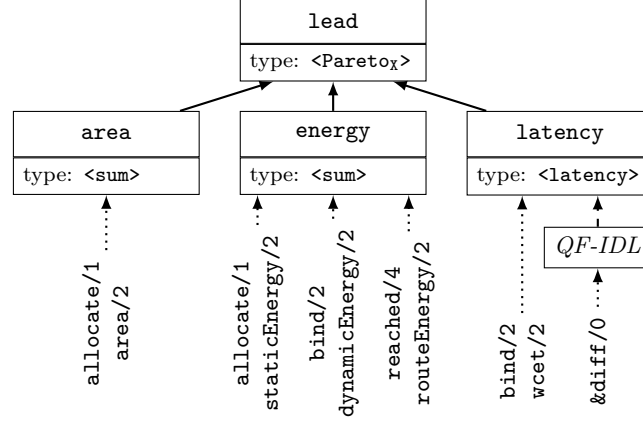 lead
type: <Pareto_X>
area
type: <sum>
energy
type: <sum>
latency
type: <latency>
QF-IDL
allocate/1
area/2
allocate/1
staticEnergy/2
bind/2
dynamicEnergy/2
reached/4
routeEnergy/2
bind/2
wcet/2
&diff/0